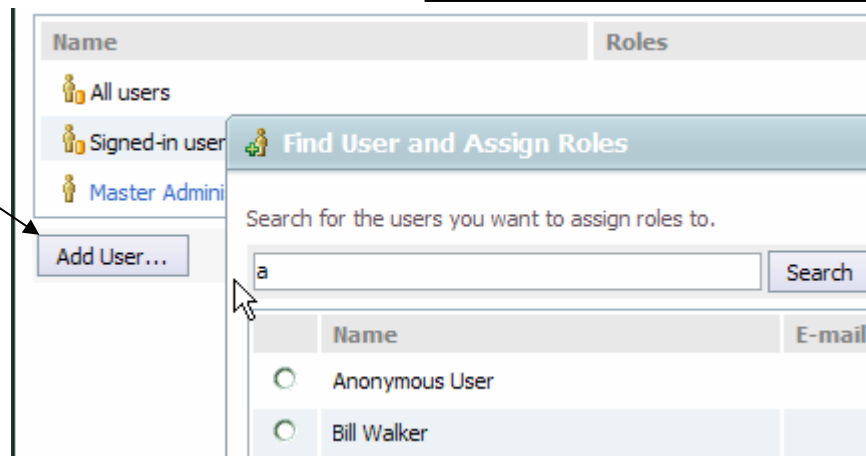 Name Roles
All users
Signed-in user
Master Admini
Add User...
Find User and Assign Roles
Search for the users you want to assign roles to.
a Search
Name E-mail
Anonymous User
Bill Walker